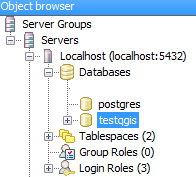 Object browser
Server Groups
Servers
Localhost (localhost:5432)
Databases
postgres
testqgis
Tablespaces (2)
Group Roles (0)
Login Roles (3)